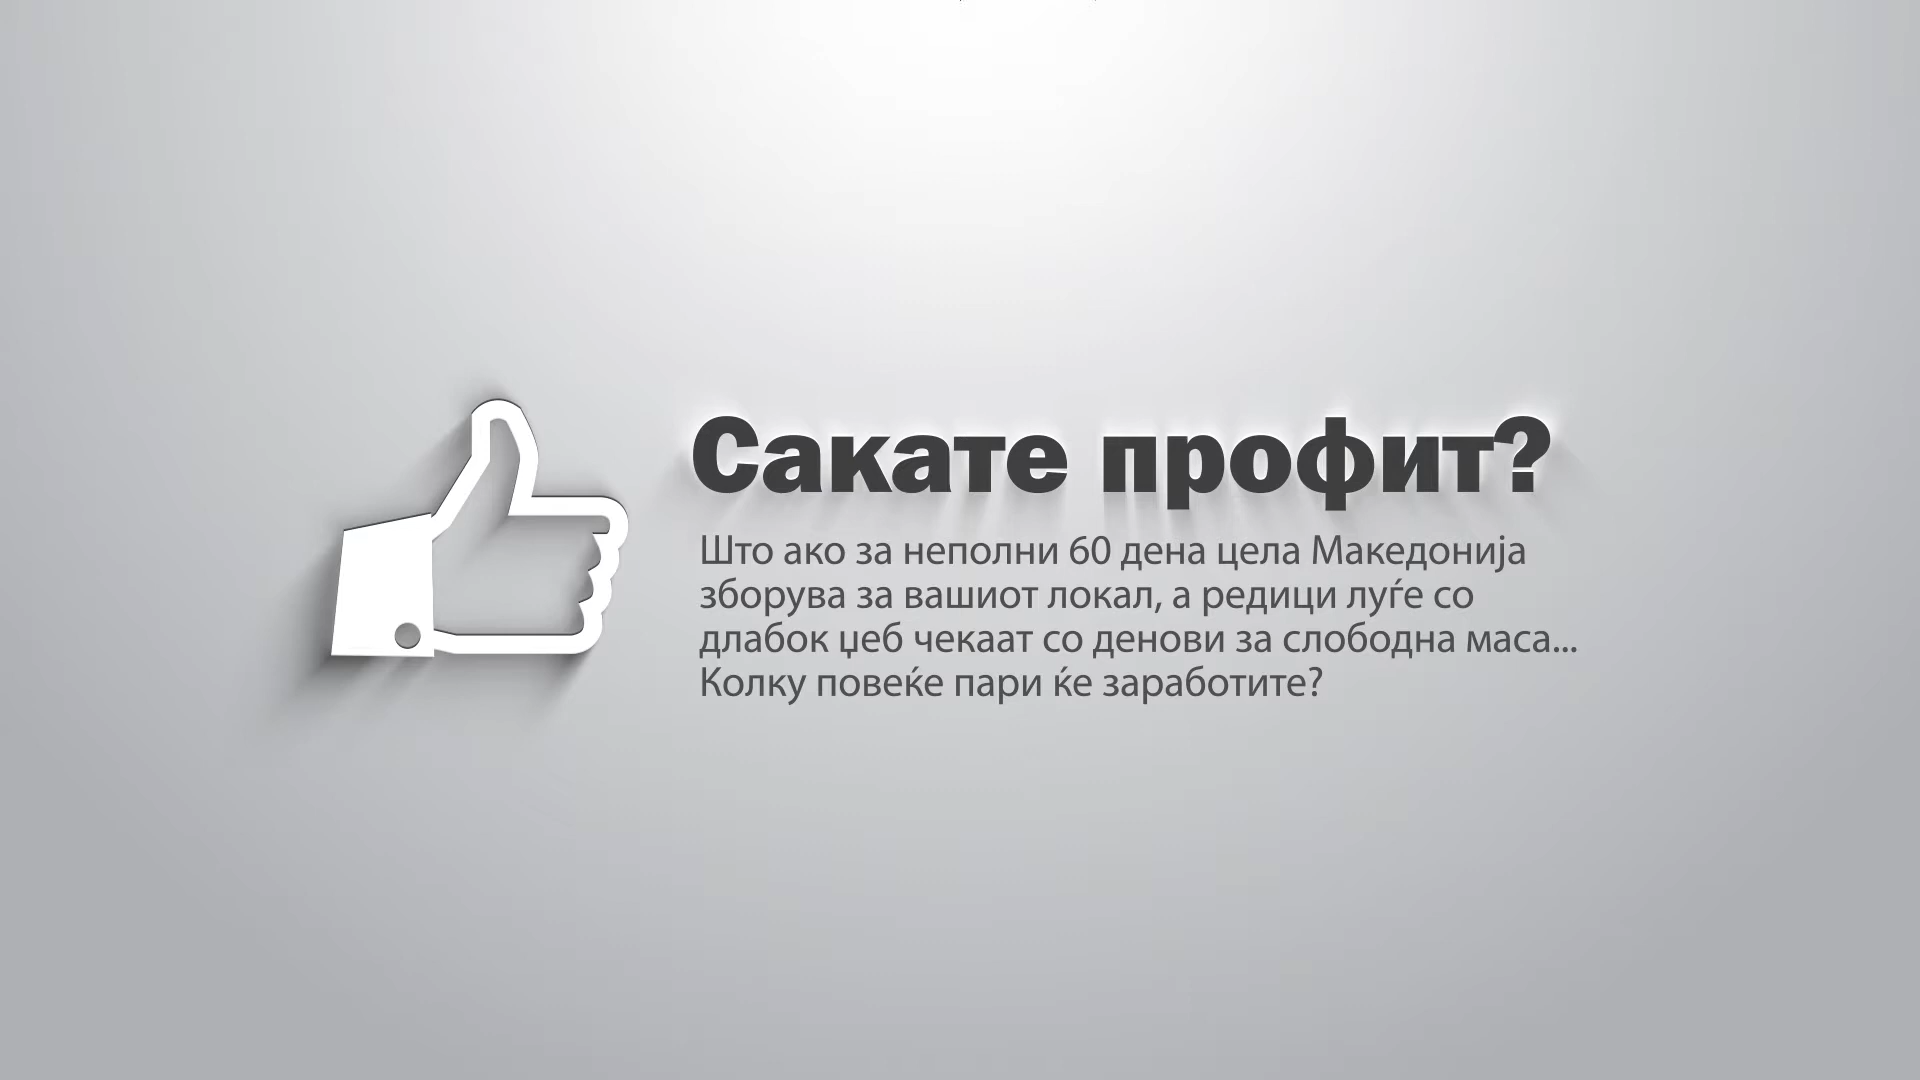 Сакате профит?
Што ако за неполни 60 дена цела Македонија
зборува за вашиот локал, а редици луѓе со
длабок џеб чекаат со денови за слободна маса...
Колку повеќе пари ќе заработите?